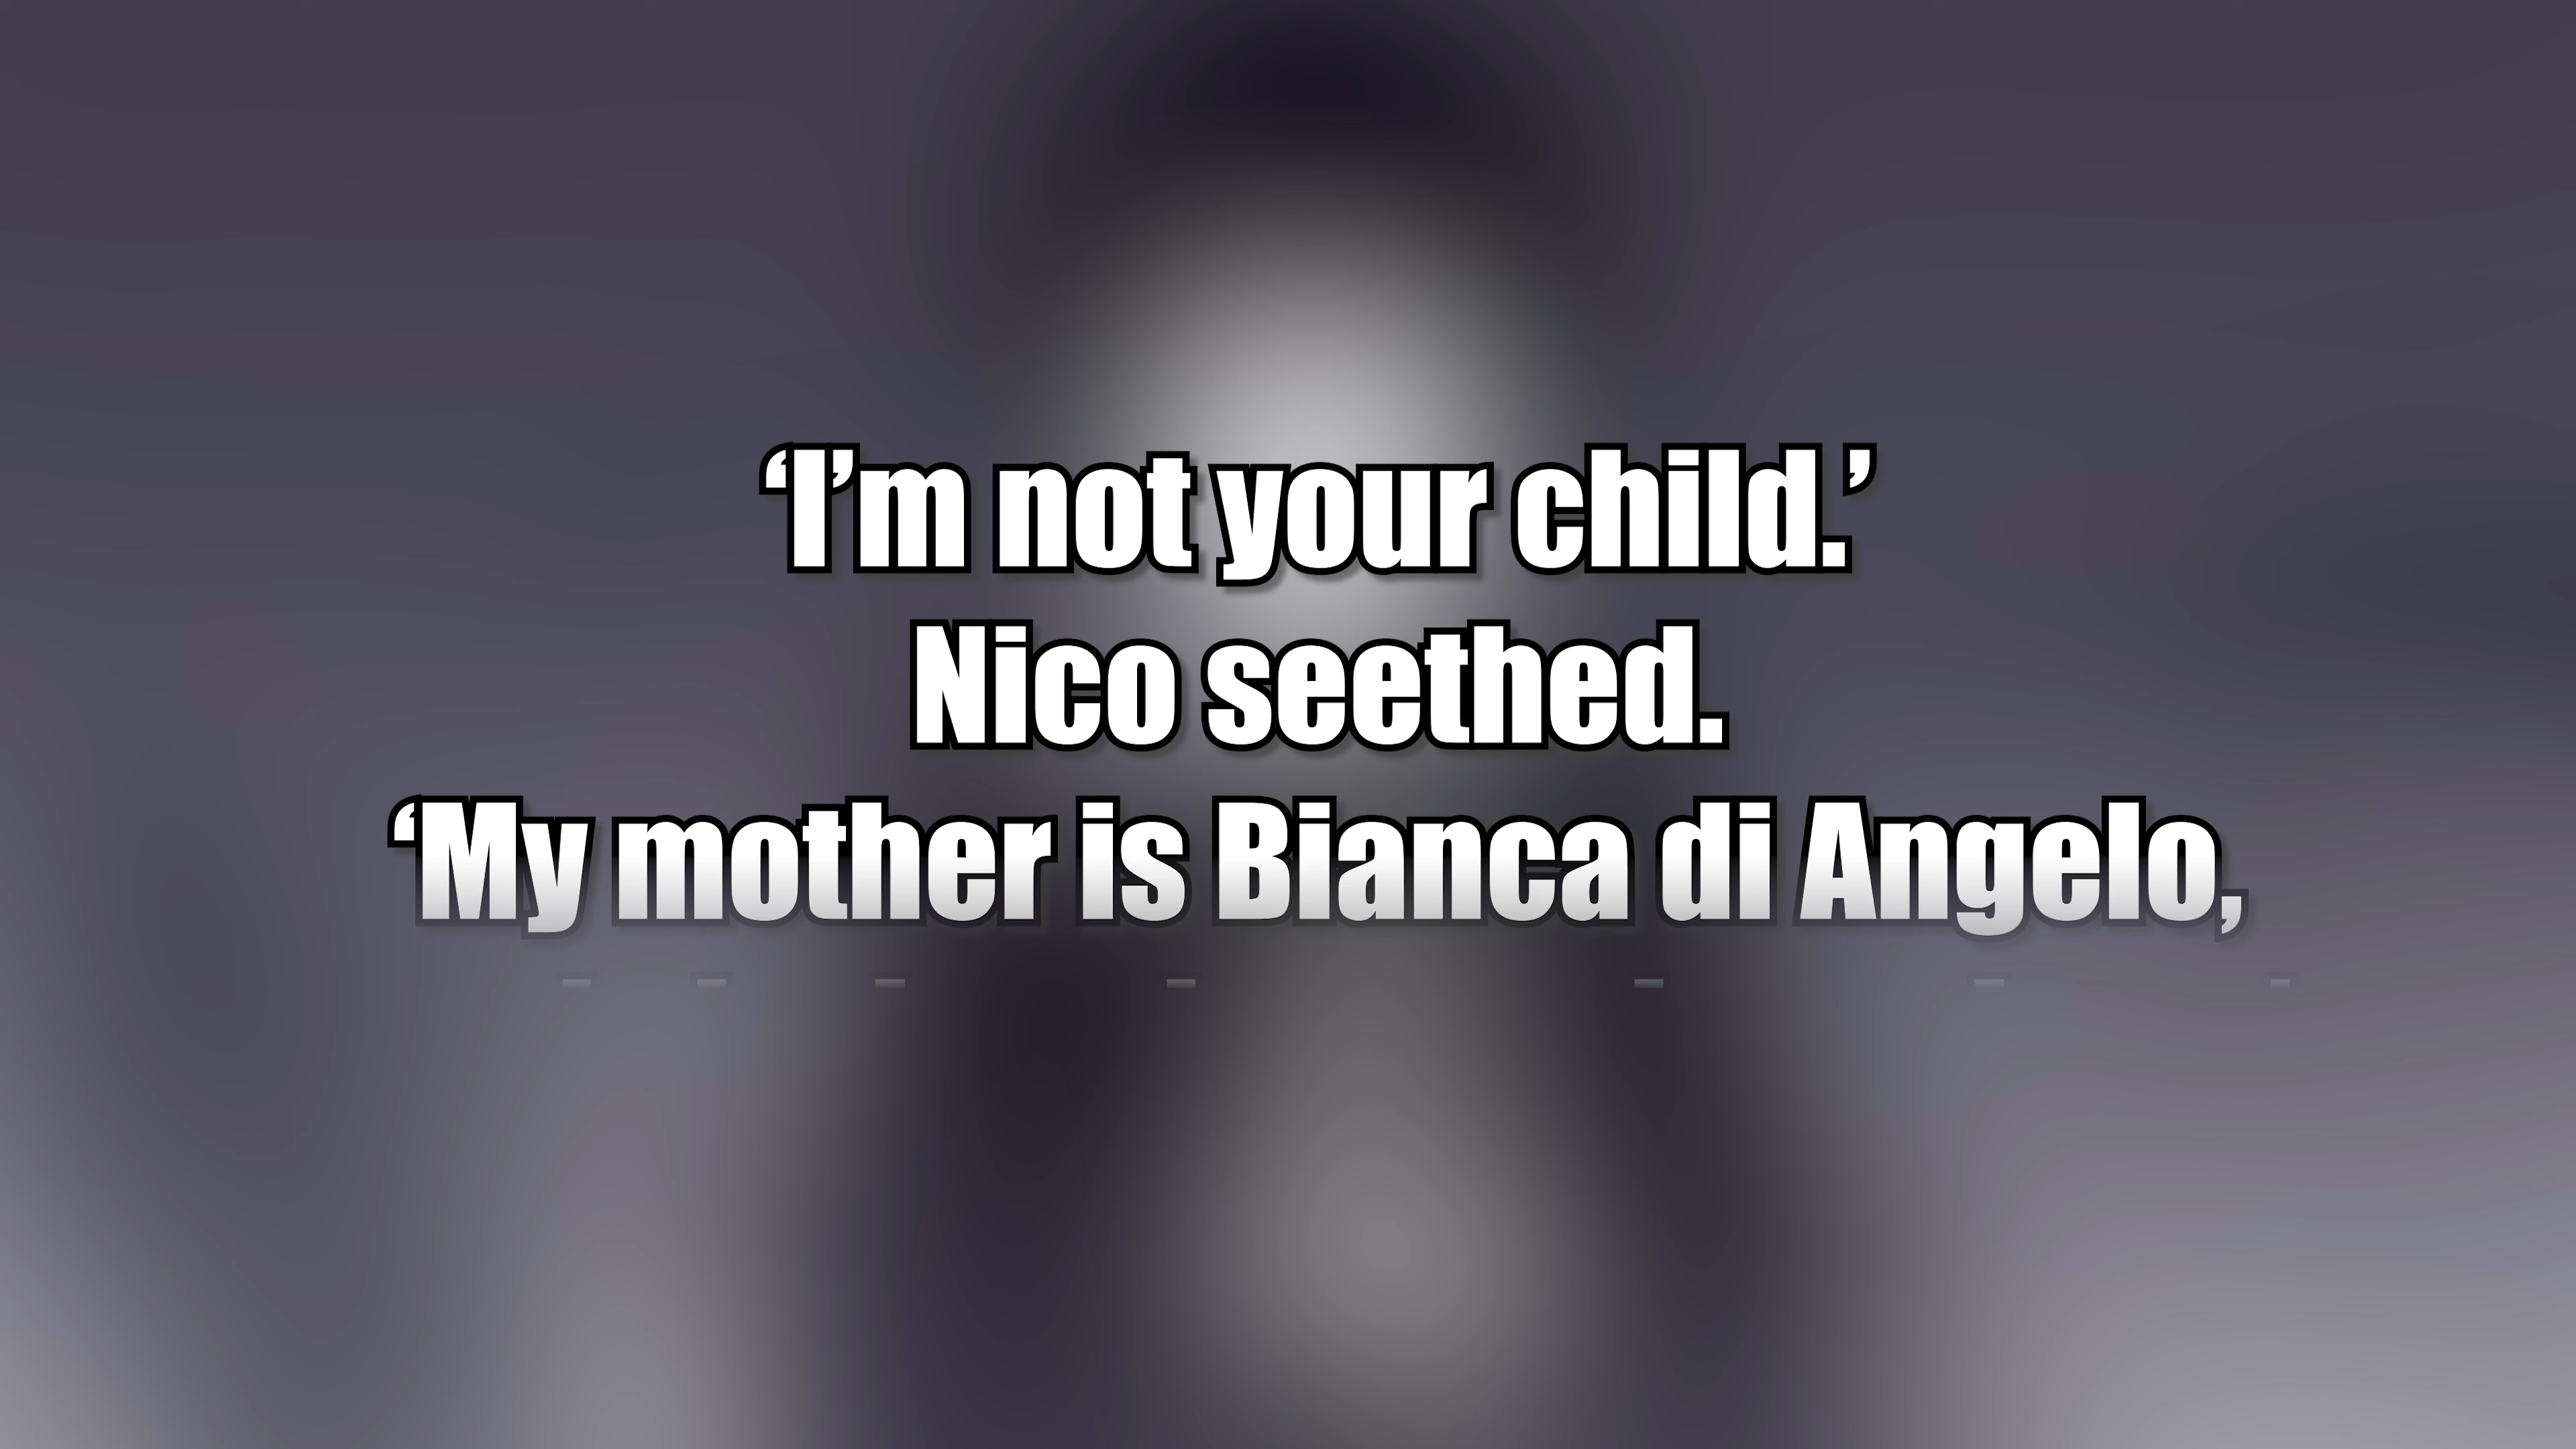 ‘I’m not your child.’
Nico seethed.
‘My mother is Bianca di Angelo,